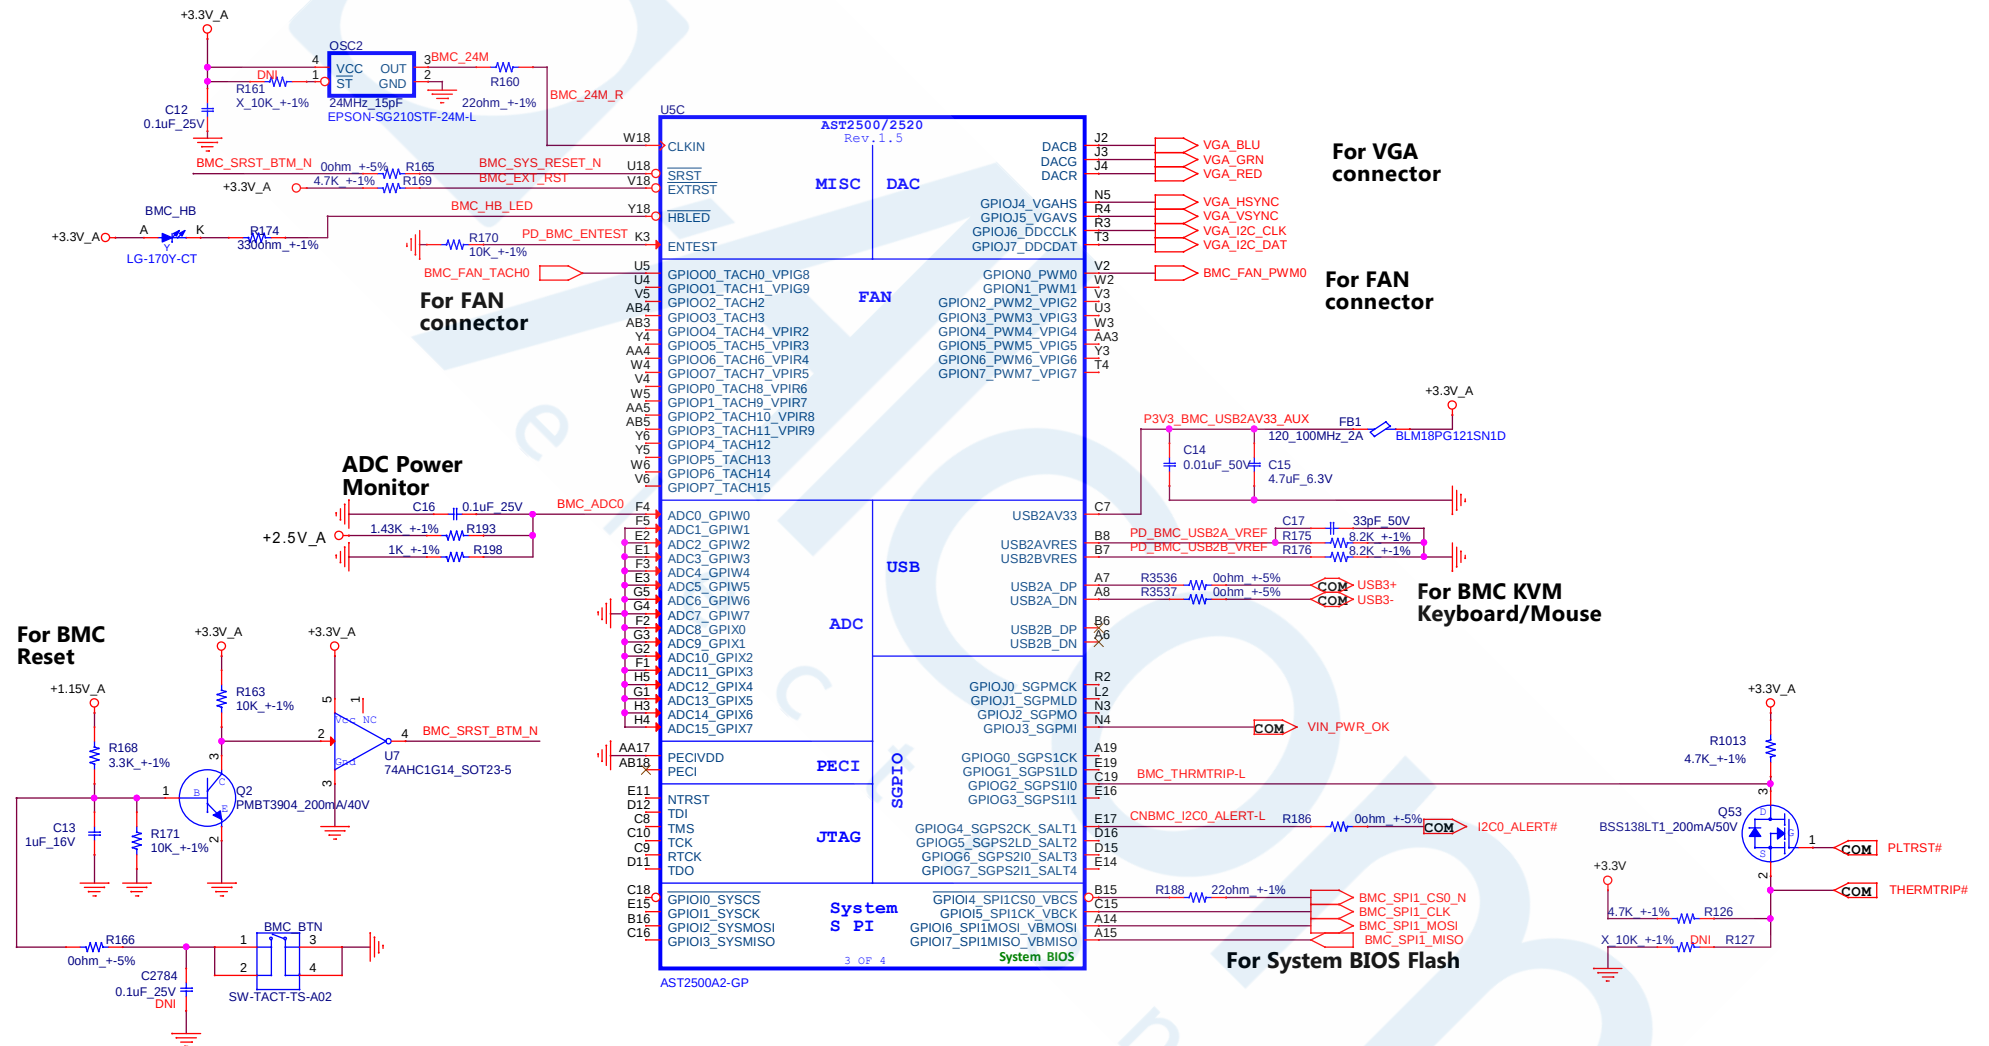 +3.3V_A
OSC2
4
VCC
OUT
3
BMC_24M
DNI
1
ST
GND
2
R161
X_10K_+-1%
R160
22ohm_+-1%
24MHz_15pF
EPSON-SG210STF-24M-L
BMC_24M_R
C12
0.1uF_25V
U5C
AST2500/2520
Rev.1.5
W18
CLKIN
BMC_SRST_BTM_N
0ohm_+-5%
R165
BMC_SYS_RESET_N
U18
SRST
+3.3V_A
4.7K_+-1%
R169
BMC_EXT_RST
V18
EXTRST
MISC
DAC
BMC_HB
BMC_HB_LED
Y18
HBLED
+3.3V_A
A
Y
K
R174
330ohm_+-1%
LG-170Y-CT
R170
10K_+-1%
PD_BMC_ENTEST
K3
ENTEST
DACB
J2
VGA_BLU
DACG
J3
VGA_GRN
DACR
J4
VGA_RED
For VGA
connector
GPIOJ4_VGAHS
N5
VGA_HSYNC
GPIOJ5_VGAVS
R4
VGA_VSYNC
GPIOJ6_DDCCLK
R3
VGA_I2C_CLK
GPIOJ7_DDCDAT
T3
VGA_I2C_DAT
BMC_FAN_TACH0
For FAN
connector
U5
GPIOO0_TACH0_VPIG8
U4
GPIOO1_TACH1_VPIG9
V5
GPIOO2_TACH2
AB4
GPIOO3_TACH3
AB3
GPIOO4_TACH4_VPIR2
Y4
GPIOO5_TACH5_VPIR3
AA4
GPIOO6_TACH6_VPIR4
W4
GPIOO7_TACH7_VPIR5
V4
GPIOP0_TACH8_VPIR6
W5
GPIOP1_TACH9_VPIR7
AA5
GPIOP2_TACH10_VPIR8
AB5
GPIOP3_TACH11_VPIR9
Y6
GPIOP4_TACH12
Y5
GPIOP5_TACH13
W6
GPIOP6_TACH14
V6
GPIOP7_TACH15
FAN
GPION0_PWM0
V2
BMC_FAN_PWM0
GPION1_PWM1
W2
GPION2_PWM2_VPIG2
V3
GPION3_PWM3_VPIG3
U3
GPION4_PWM4_VPIG4
W3
GPION5_PWM5_VPIG5
AA3
GPION6_PWM6_VPIG6
Y3
GPION7_PWM7_VPIG7
T4
For FAN
connector
ADC Power
Monitor
C16
0.1uF_25V
BMC_ADC0
+2.5V_A
1.43K_+-1%
R193
1K_+-1%
R198
F4
ADC0_GPIW0
F5
ADC1_GPIW1
E2
ADC2_GPIW2
E1
ADC3_GPIW3
F3
ADC4_GPIW4
E3
ADC5_GPIW5
G5
ADC6_GPIW6
G4
ADC7_GPIW7
F2
ADC8_GPIX0
G3
ADC9_GPIX1
G2
ADC10_GPIX2
F1
ADC11_GPIX3
H5
ADC12_GPIX4
G1
ADC13_GPIX5
H3
ADC14_GPIX6
H4
ADC15_GPIX7
ADC
USB
+3.3V_A
P3V3_BMC_USB2AV33_AUX
FB1
120_100MHz_2A
BLM18PG121SN1D
C14
0.01uF_50V
C15
4.7uF_6.3V
USB2AV33
C7
C17
33pF_50V
USB2AVRES
B8
PD_BMC_USB2A_VREF
R175
8.2K_+-1%
USB2BVRES
B7
PD_BMC_USB2B_VREF
R176
8.2K_+-1%
USB2A_DP
A7
R3536
0ohm_+-5%
COM
USB3+
USB2A_DN
A8
R3537
0ohm_+-5%
COM
USB3-
USB2B_DP
B6
USB2B_DN
A6
For BMC KVM
Keyboard/Mouse
GPIOJ0_SGPMCK
R2
GPIOJ1_SGPMLD
L2
GPIOJ2_SGPMO
N3
GPIOJ3_SGPMI
N4
COM
VIN_PWR_OK
SGPIO
GPIOG0_SGPS1CK
A19
GPIOG1_SGPS1LD
E19
GPIOG2_SGPS1I0
C19
BMC_THRMTRIP-L
GPIOG3_SGPS1I1
E16
GPIOG4_SGPS2CK_SALT1
E17
CNBMC_I2C0_ALERT-L
R186
0ohm_+-5%
COM
I2C0_ALERT#
GPIOG5_SGPS2LD_SALT2
D16
GPIOG6_SGPS2I0_SALT3
D15
GPIOG7_SGPS2I1_SALT4
E14
AA17
PECIVDD
AB18
PECI
PECI
E11
NTRST
D12
TDI
C8
TMS
C10
TCK
C9
RTCK
D11
TDO
JTAG
C18
GPIOI0_SYSCS
E15
GPIOI1_SYSCK
B16
GPIOI2_SYSMOSI
C16
GPIOI3_SYSMISO
System
S PI
GPIOI4_SPI1CS0_VBCS
B15
R188
22ohm_+-1%
BMC_SPI1_CS0_N
GPIOI5_SPI1CK_VBCK
C15
BMC_SPI1_CLK
GPIOI6_SPI1MOSI_VBMOSI
A14
BMC_SPI1_MOSI
GPIOI7_SPI1MISO_VBMISO
A15
BMC_SPI1_MISO
3 OF 4
System BIOS
For System BIOS Flash
AST2500A2-GP
For BMC
Reset
+1.15V_A
+3.3V_A
+3.3V_A
R163
10K_+-1%
R168
3.3K_+-1%
5
1
Vcc
NC
2
4
BMC_SRST_BTM_N
Gnd
3
U7
74AHC1G14_SOT23-5
3
C
1
B
E
2
Q2
PMBT3904_200mA/40V
C13
1uF_16V
R171
10K_+-1%
R166
0ohm_+-5%
BMC_BTN
1
3
2
4
SW-TACT-TS-A02
C2784
0.1uF_25V
DNI
+3.3V_A
R1013
4.7K_+-1%
3
Q53
BSS138LT1_200mA/50V
D
G
S
1
COM
PLTRST#
2
COM
THERMTRIP#
+3.3V
4.7K_+-1%
R126
X_10K_+-1%
DNI
R127